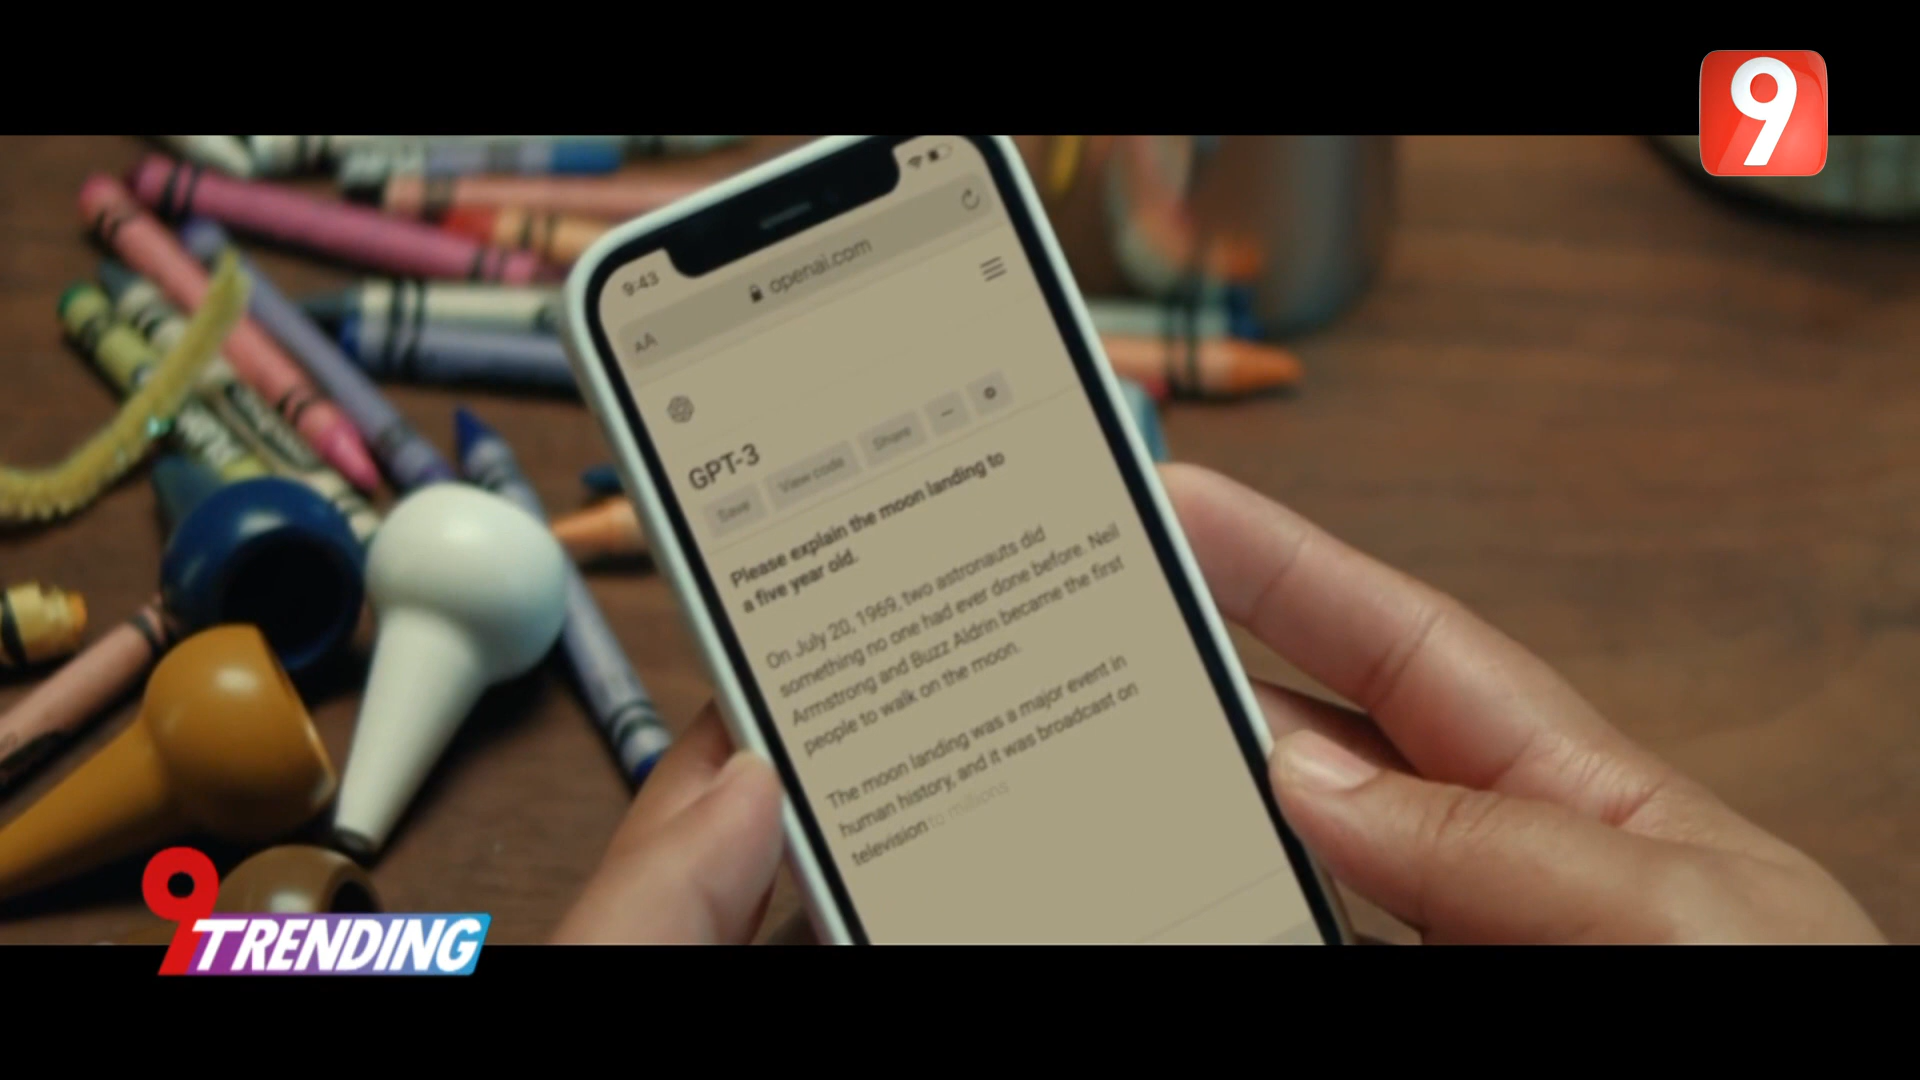 9
9:43
AA
openai.com
GPT-3
Save
View code
Share
Please explain the moon landing to
a five year old.
On July 20, 1969, two astronauts did
something no one had ever done before. Neil
Armstrong and Buzz Aldrin became the first
people to walk on the moon.
The moon landing was a major event in
human history, and it was broadcast on
television to millions
9 TRENDING